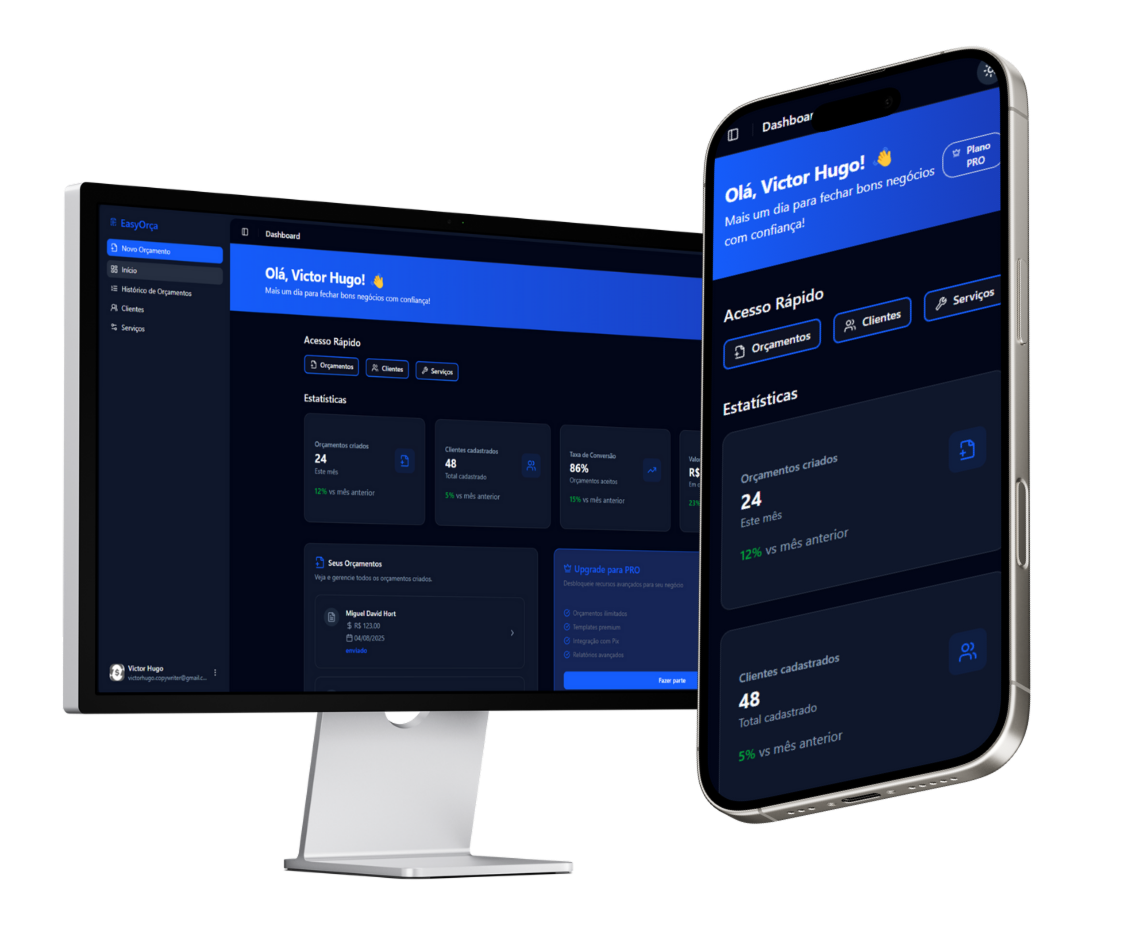 EasyOrça
Novo Orçamento
Início
Histórico de Orçamentos
Clientes
Serviços
Victor Hugo
victorhugo.copywriter@gmail.c...
Dashboard
Olá, Victor Hugo! 👋
Mais um dia para fechar bons negócios com confiança!
Acesso Rápido
Orçamentos
Clientes
Serviços
Estatísticas
Orçamentos criados
24
Este mês
12% vs mês anterior
Clientes cadastrados
48
Total cadastrado
5% vs mês anterior
Taxa de Conversão
86%
Orçamentos aceitos
15% vs mês anterior
R$
23%
Seus Orçamentos
Veja e gerencie todos os orçamentos criados.
Miguel David Hort
R$ 123.00
04/08/2025
enviado
Upgrade para PRO
Desbloqueie recursos avançados para seu negócio
Orçamentos ilimitados
Templates premium
Integração com Pix
Relatórios avançados
Fazer parte
Dashboar
Olá, Victor Hugo! 👋
Mais um dia para fechar bons negócios
com confiança!
Plano
PRO
Acesso Rápido
Orçamentos
Clientes
Serviços
Estatísticas
Orçamentos criados
24
Este mês
12% vs mês anterior
Clientes cadastrados
48
Total cadastrado
5% vs mês anterior